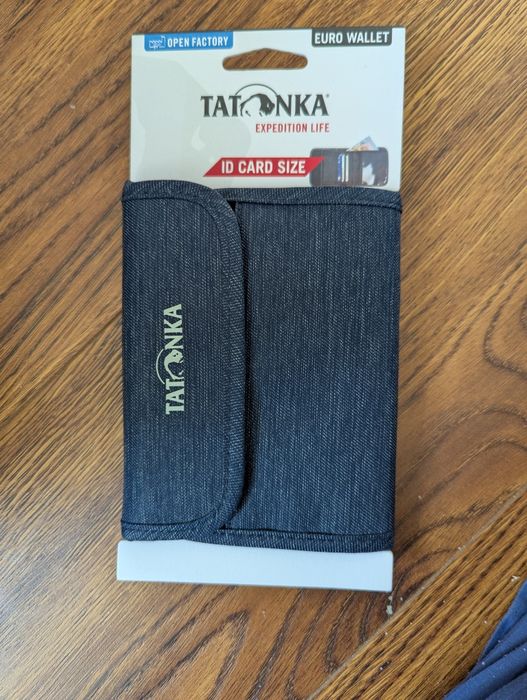 OPEN FACTORY
EURO WALLET
TATONKA®
EXPEDITION LIFE
ID CARD SIZE
TATONKA